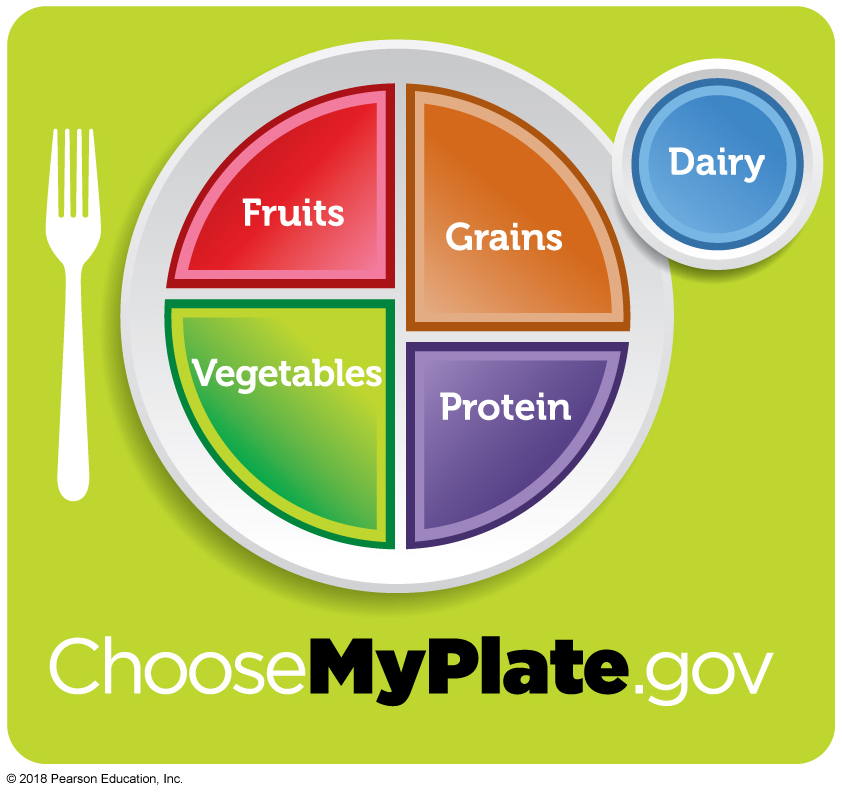 Dairy
Fruits
Grains
Vegetables
Protein
ChooseMyPlate.gov
© 2018 Pearson Education, Inc.